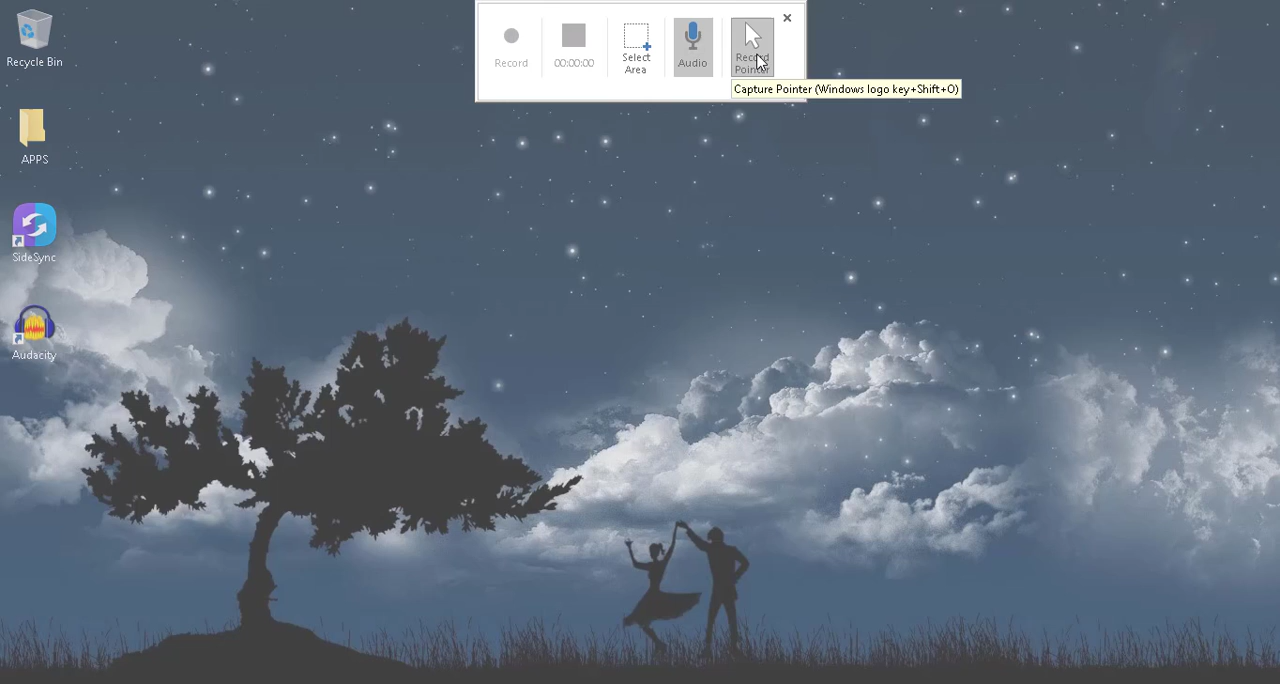 Recycle Bin
APPS
SideSync
Audacity
Record
00:00:00
Select
Area
Audio
Record
Pointer
Capture Pointer (Windows logo key+Shift+O)